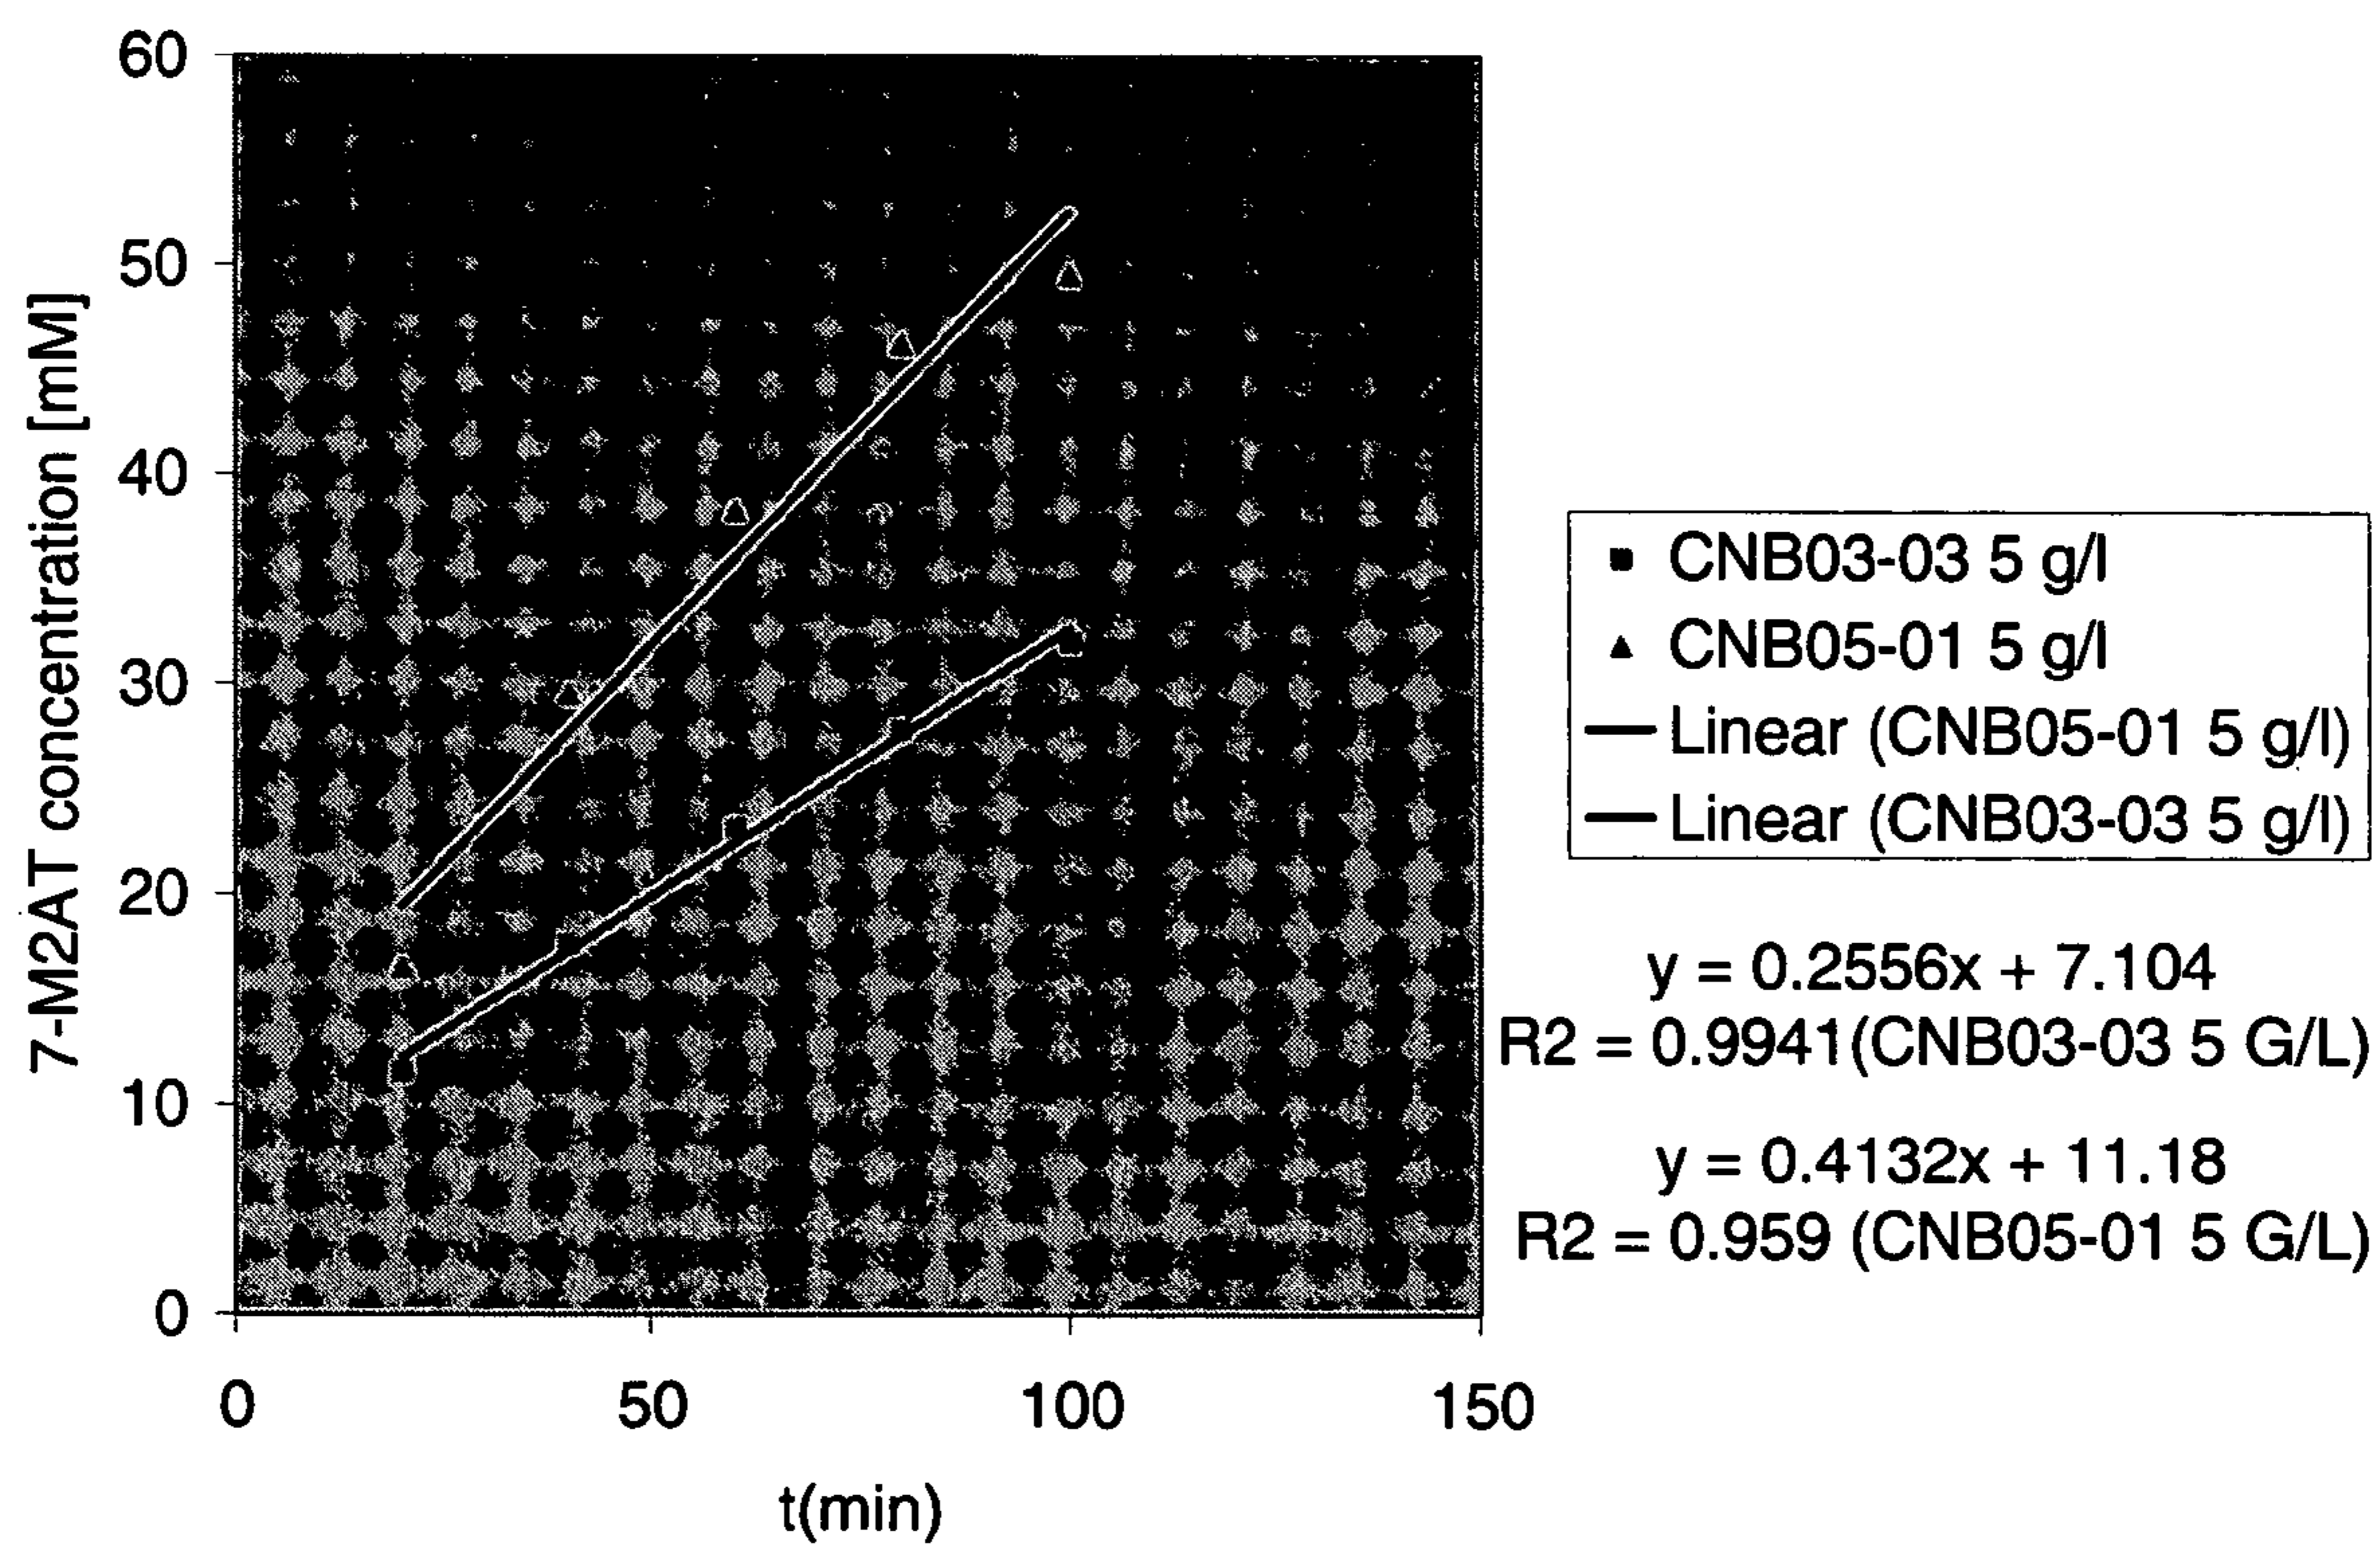 7-M2AT concentration [mM]
60
50
40
30
20
10
0
0 50 100 150
t(min)
CNB03-03 5 g/l
CNB05-01 5 g/l
Linear (CNB05-01 5 g/l)
Linear (CNB03-03 5 g/l)
y = 0.2556x + 7.104
R2 = 0.9941(CNB03-03 5 G/L)
y = 0.4132x + 11.18
R2 = 0.959 (CNB05-01 5 G/L)